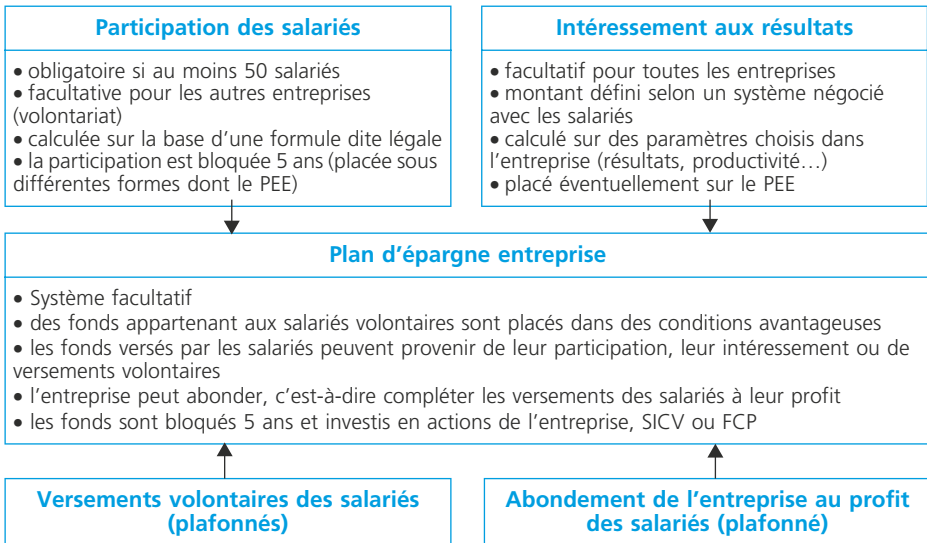 Participation des salariés
• obligatoire si au moins 50 salariés
• facultative pour les autres entreprises
(volontariat)
• calculée sur la base d’une formule dite légale
• la participation est bloquée 5 ans (placée sous
différentes formes dont le PEE)
Intéressement aux résultats
• facultatif pour toutes les entreprises
• montant défini selon un système négocié
avec les salariés
• calculé sur des paramètres choisis dans
l’entreprise (résultats, productivité…)
• placé éventuellement sur le PEE
Plan d’épargne entreprise
• Système facultatif
• des fonds appartenant aux salariés volontaires sont placés dans des conditions avantageuses
• les fonds versés par les salariés peuvent provenir de leur participation, leur intéressement ou de
versements volontaires
• l’entreprise peut abonder, c’est-à-dire compléter les versements des salariés à leur profit
• les fonds sont bloqués 5 ans et investis en actions de l’entreprise, SICV ou FCP
Versements volontaires des salariés
(plafonnés)
Abondement de l’entreprise au profit
des salariés (plafonné)